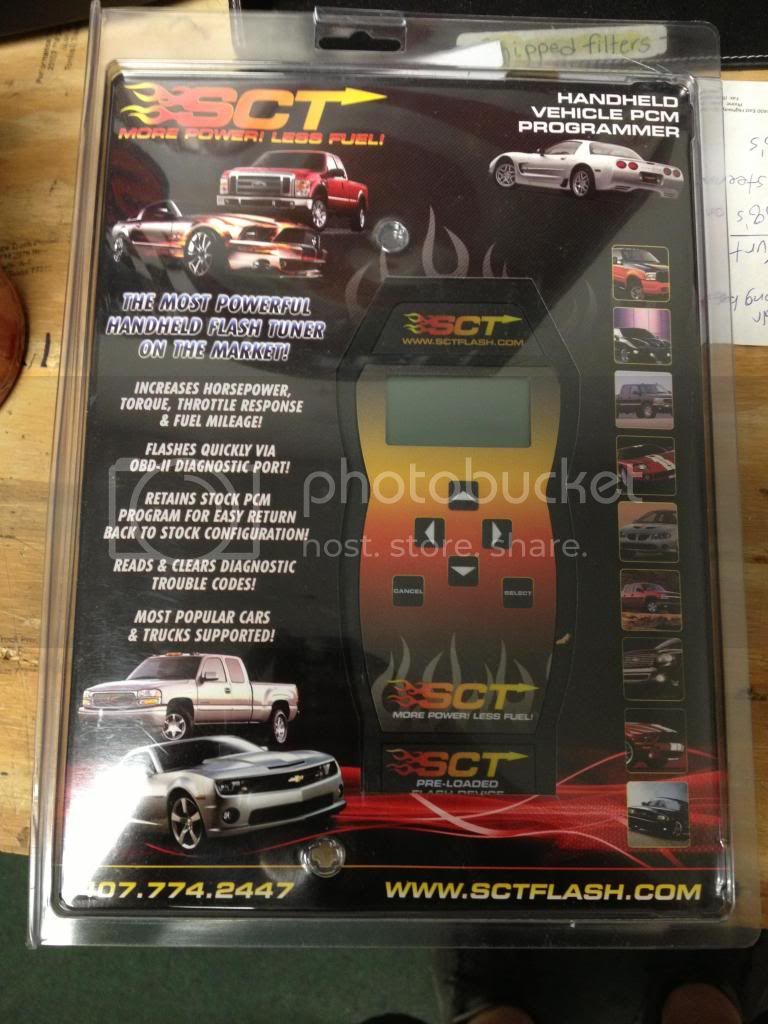 ipped filters
SCT
MORE POWER! LESS FUEL!
HANDHELD
VEHICLE PCM
PROGRAMMER
THE MOST POWERFUL
HANDHELD FLASH TUNER
ON THE MARKET!
INCREASES HORSEPOWER,
TORQUE, THROTTLE RESPONSE
& FUEL MILEAGE!
FLASHES QUICKLY VIA
OBD-II DIAGNOSTIC PORT!
RETAINS STOCK PCM
PROGRAM FOR EASY RETURN
BACK TO STOCK CONFIGURATION!
READS & CLEARS DIAGNOSTIC
TROUBLE CODES!
MOST POPULAR CARS
& TRUCKS SUPPORTED!
SCT
WWW.SCTFLASH.COM
CANCEL
SELECT
SCT
MORE POWER! LESS FUEL!
SCT
PRE-LOADED
FLASH DEVICE
photobucket
host. store. share.
07.774.2447
WWW.SCTFLASH.COM